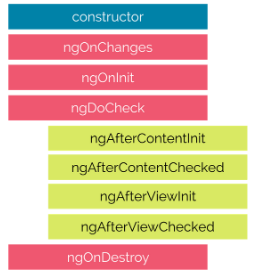 constructor
ngOnChanges
ngOnInit
ngDoCheck
ngAfterContentInit
ngAfterContentChecked
ngAfterViewInit
ngAfterViewChecked
ngOnDestroy